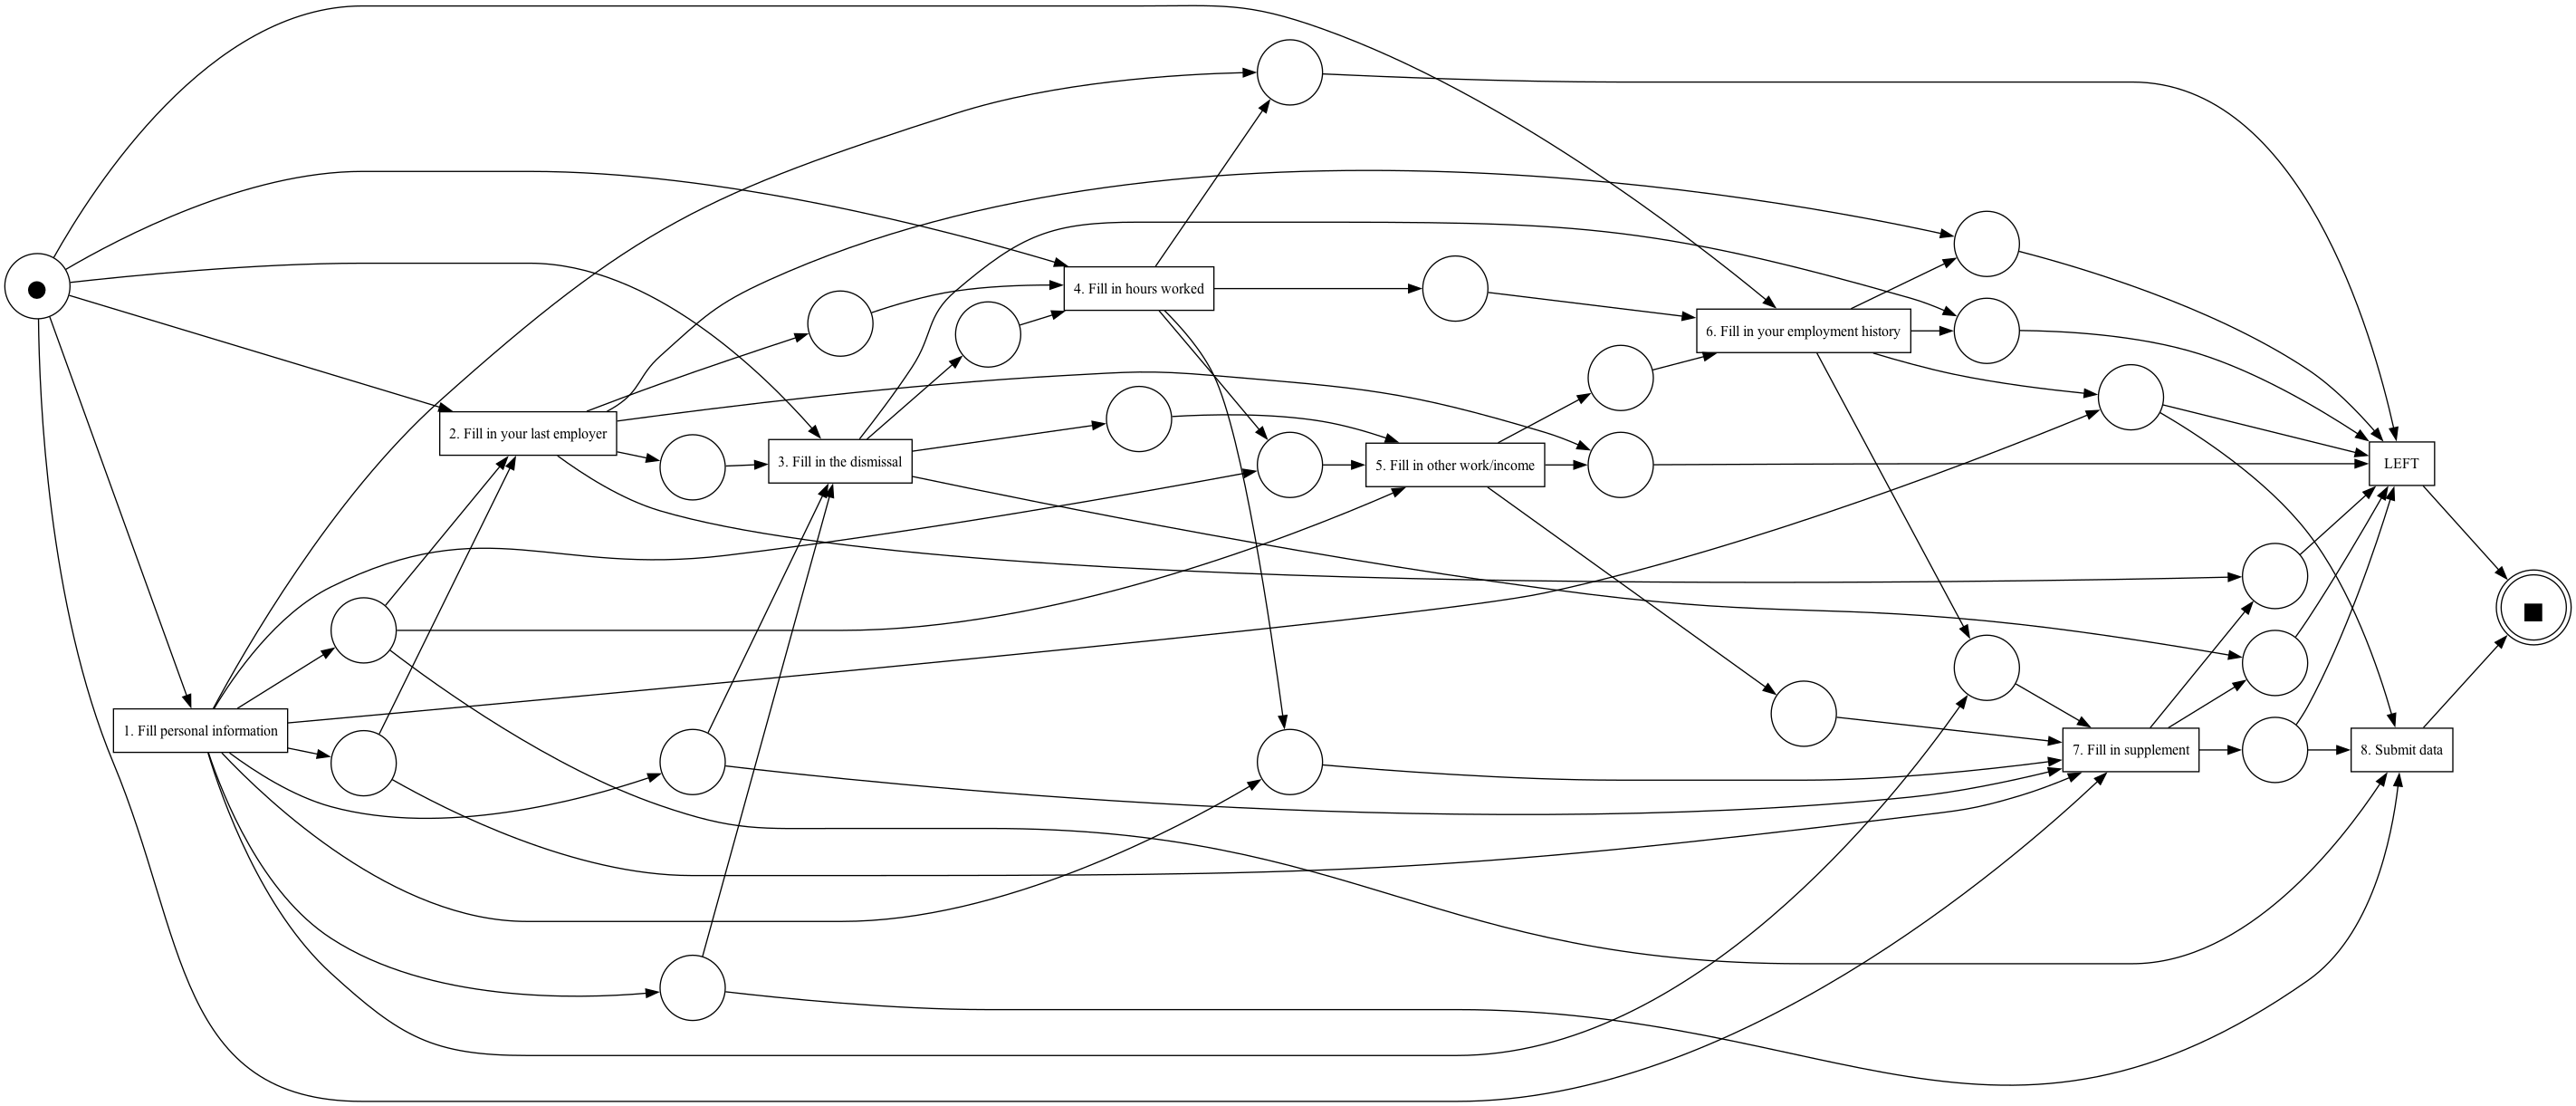 1. Fill personal information
2. Fill in your last employer
3. Fill in the dismissal
4. Fill in hours worked
5. Fill in other work/income
6. Fill in your employment history
7. Fill in supplement
LEFT
8. Submit data